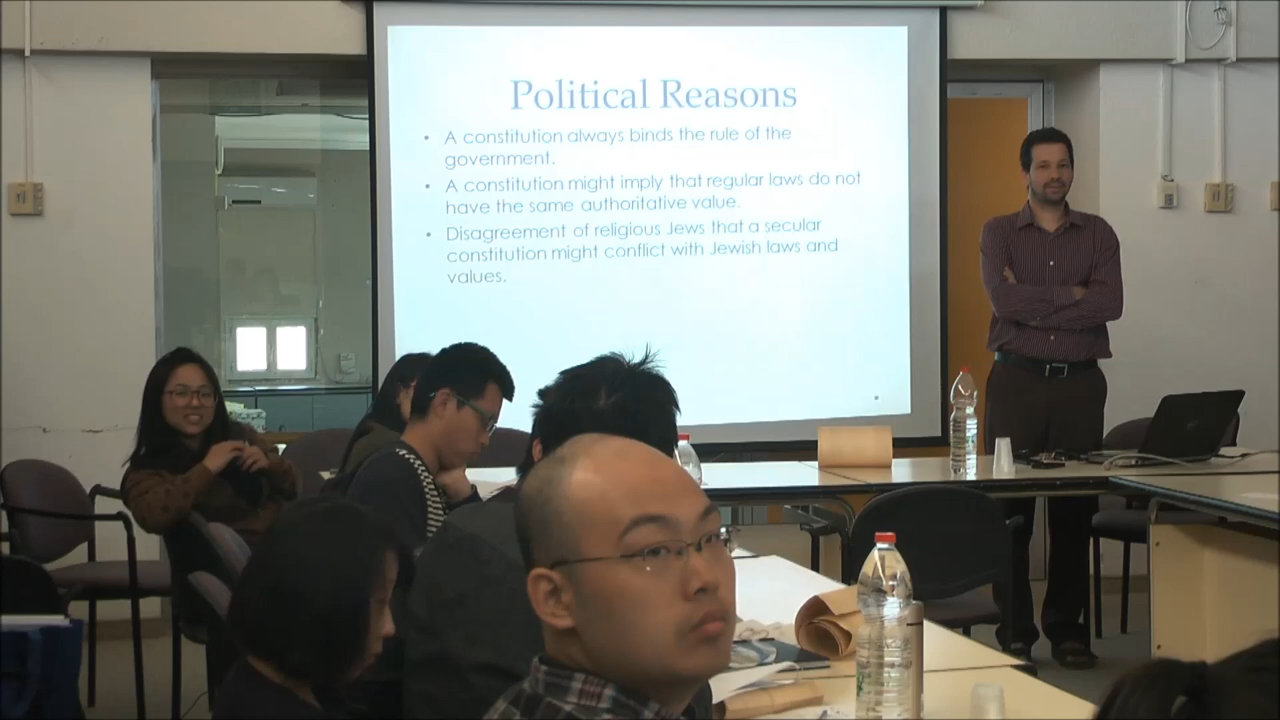 Political Reasons
• A constitution always binds the rule of the
government.
• A constitution might imply that regular laws do not
have the same authoritative value.
• Disagreement of religious Jews that a secular
constitution might conflict with Jewish laws and
values.